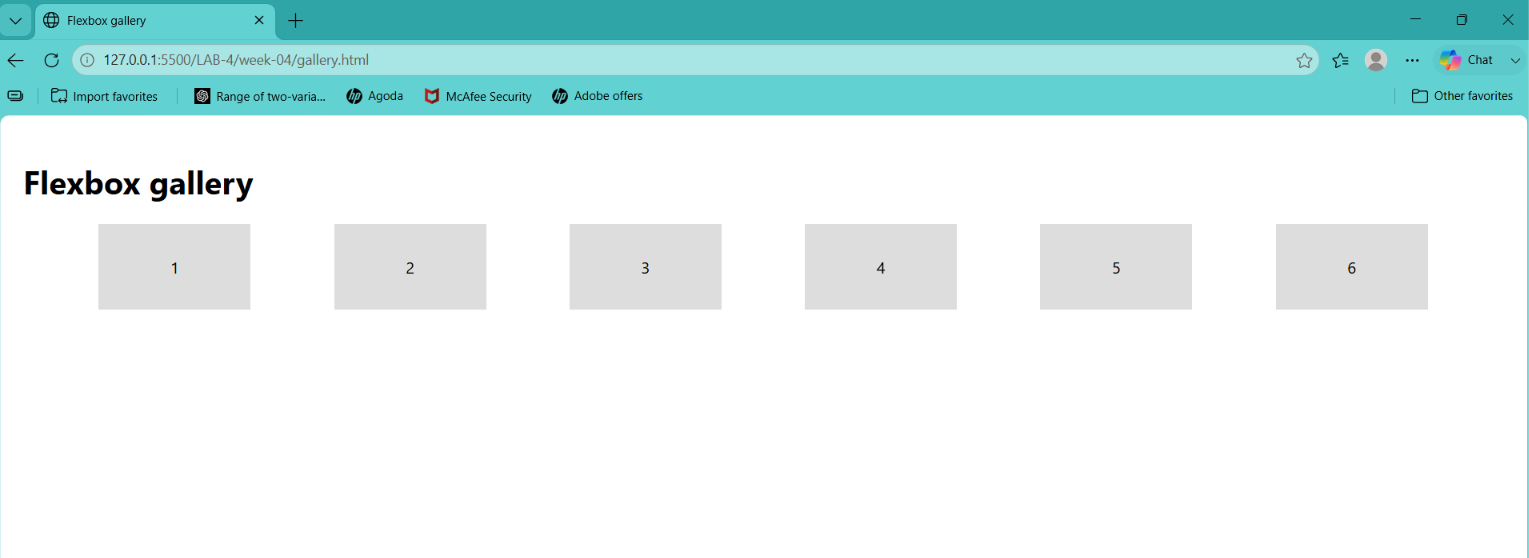 Flexbox gallery
127.0.0.1:5500/LAB-4/week-04/gallery.html
Chat
Import favorites
Range of two-varia...
Agoda
McAfee Security
Adobe offers
Other favorites
Flexbox gallery
1 2 3 4 5 6